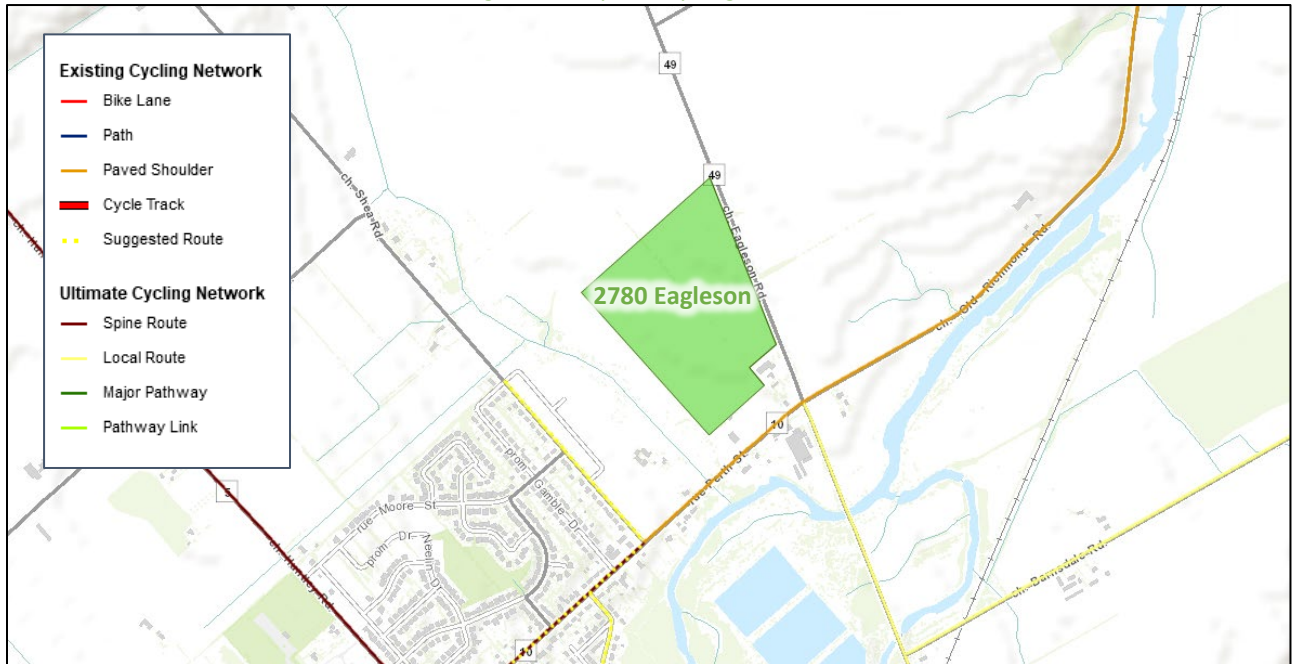 Existing Cycling Network
Bike Lane
Path
Paved Shoulder
Cycle Track
Suggested Route
Ultimate Cycling Network
Spine Route
Local Route
Major Pathway
Pathway Link
49
49
ch. Shea Rd.
ch. Eagleson Rd.
2780 Eagleson
ch. Old Richmond Rd.
10
rue Perth St.
prom. Gamble Dr.
rue Moore St
prom. Neelin Dr.
5
ch. Huntley Rd.
ch. Barnsdale Rd.
10